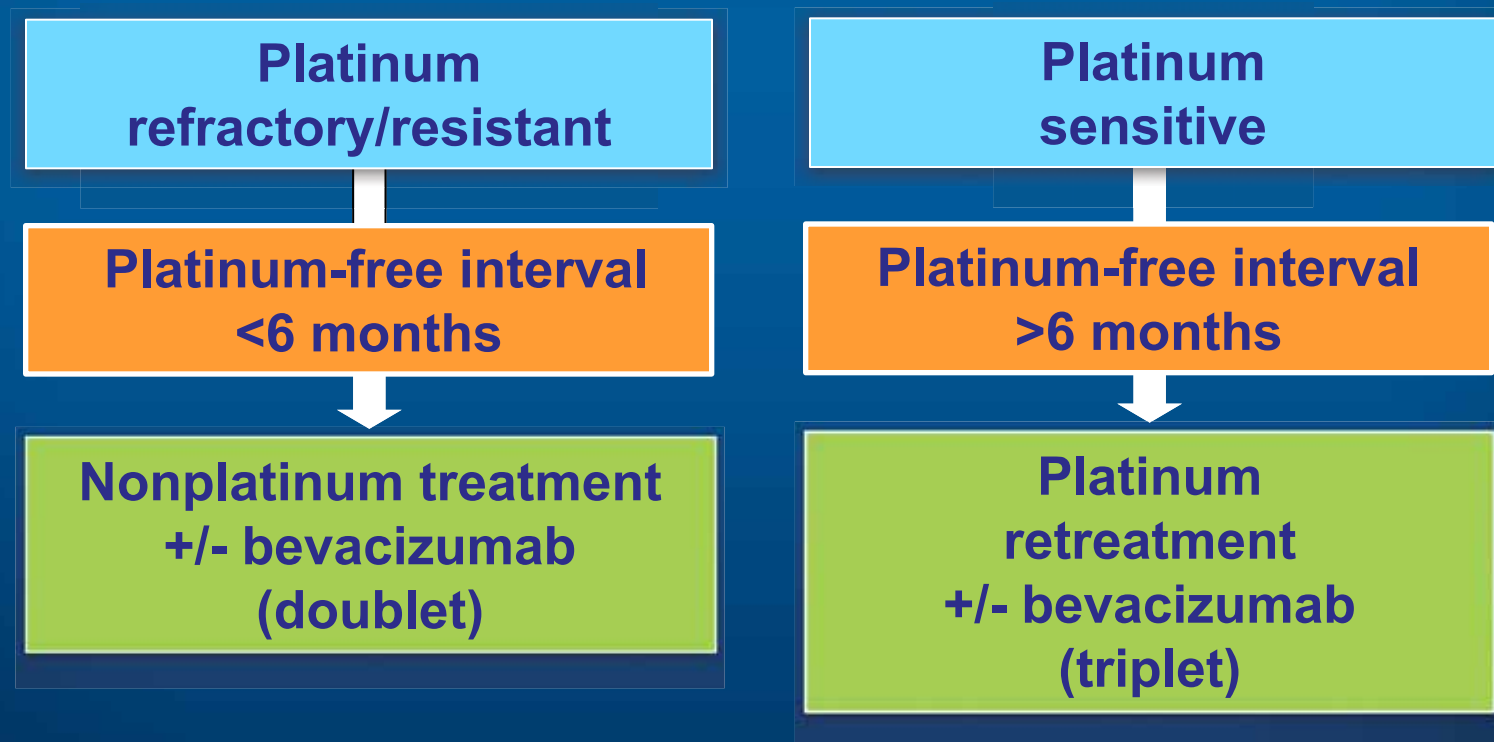 Platinum
refractory/resistant
Platinum-free interval
<6 months
Nonplatinum treatment
+/- bevacizumab
(doublet)
Platinum
sensitive
Platinum-free interval
>6 months
Platinum
retreatment
+/- bevacizumab
(triplet)